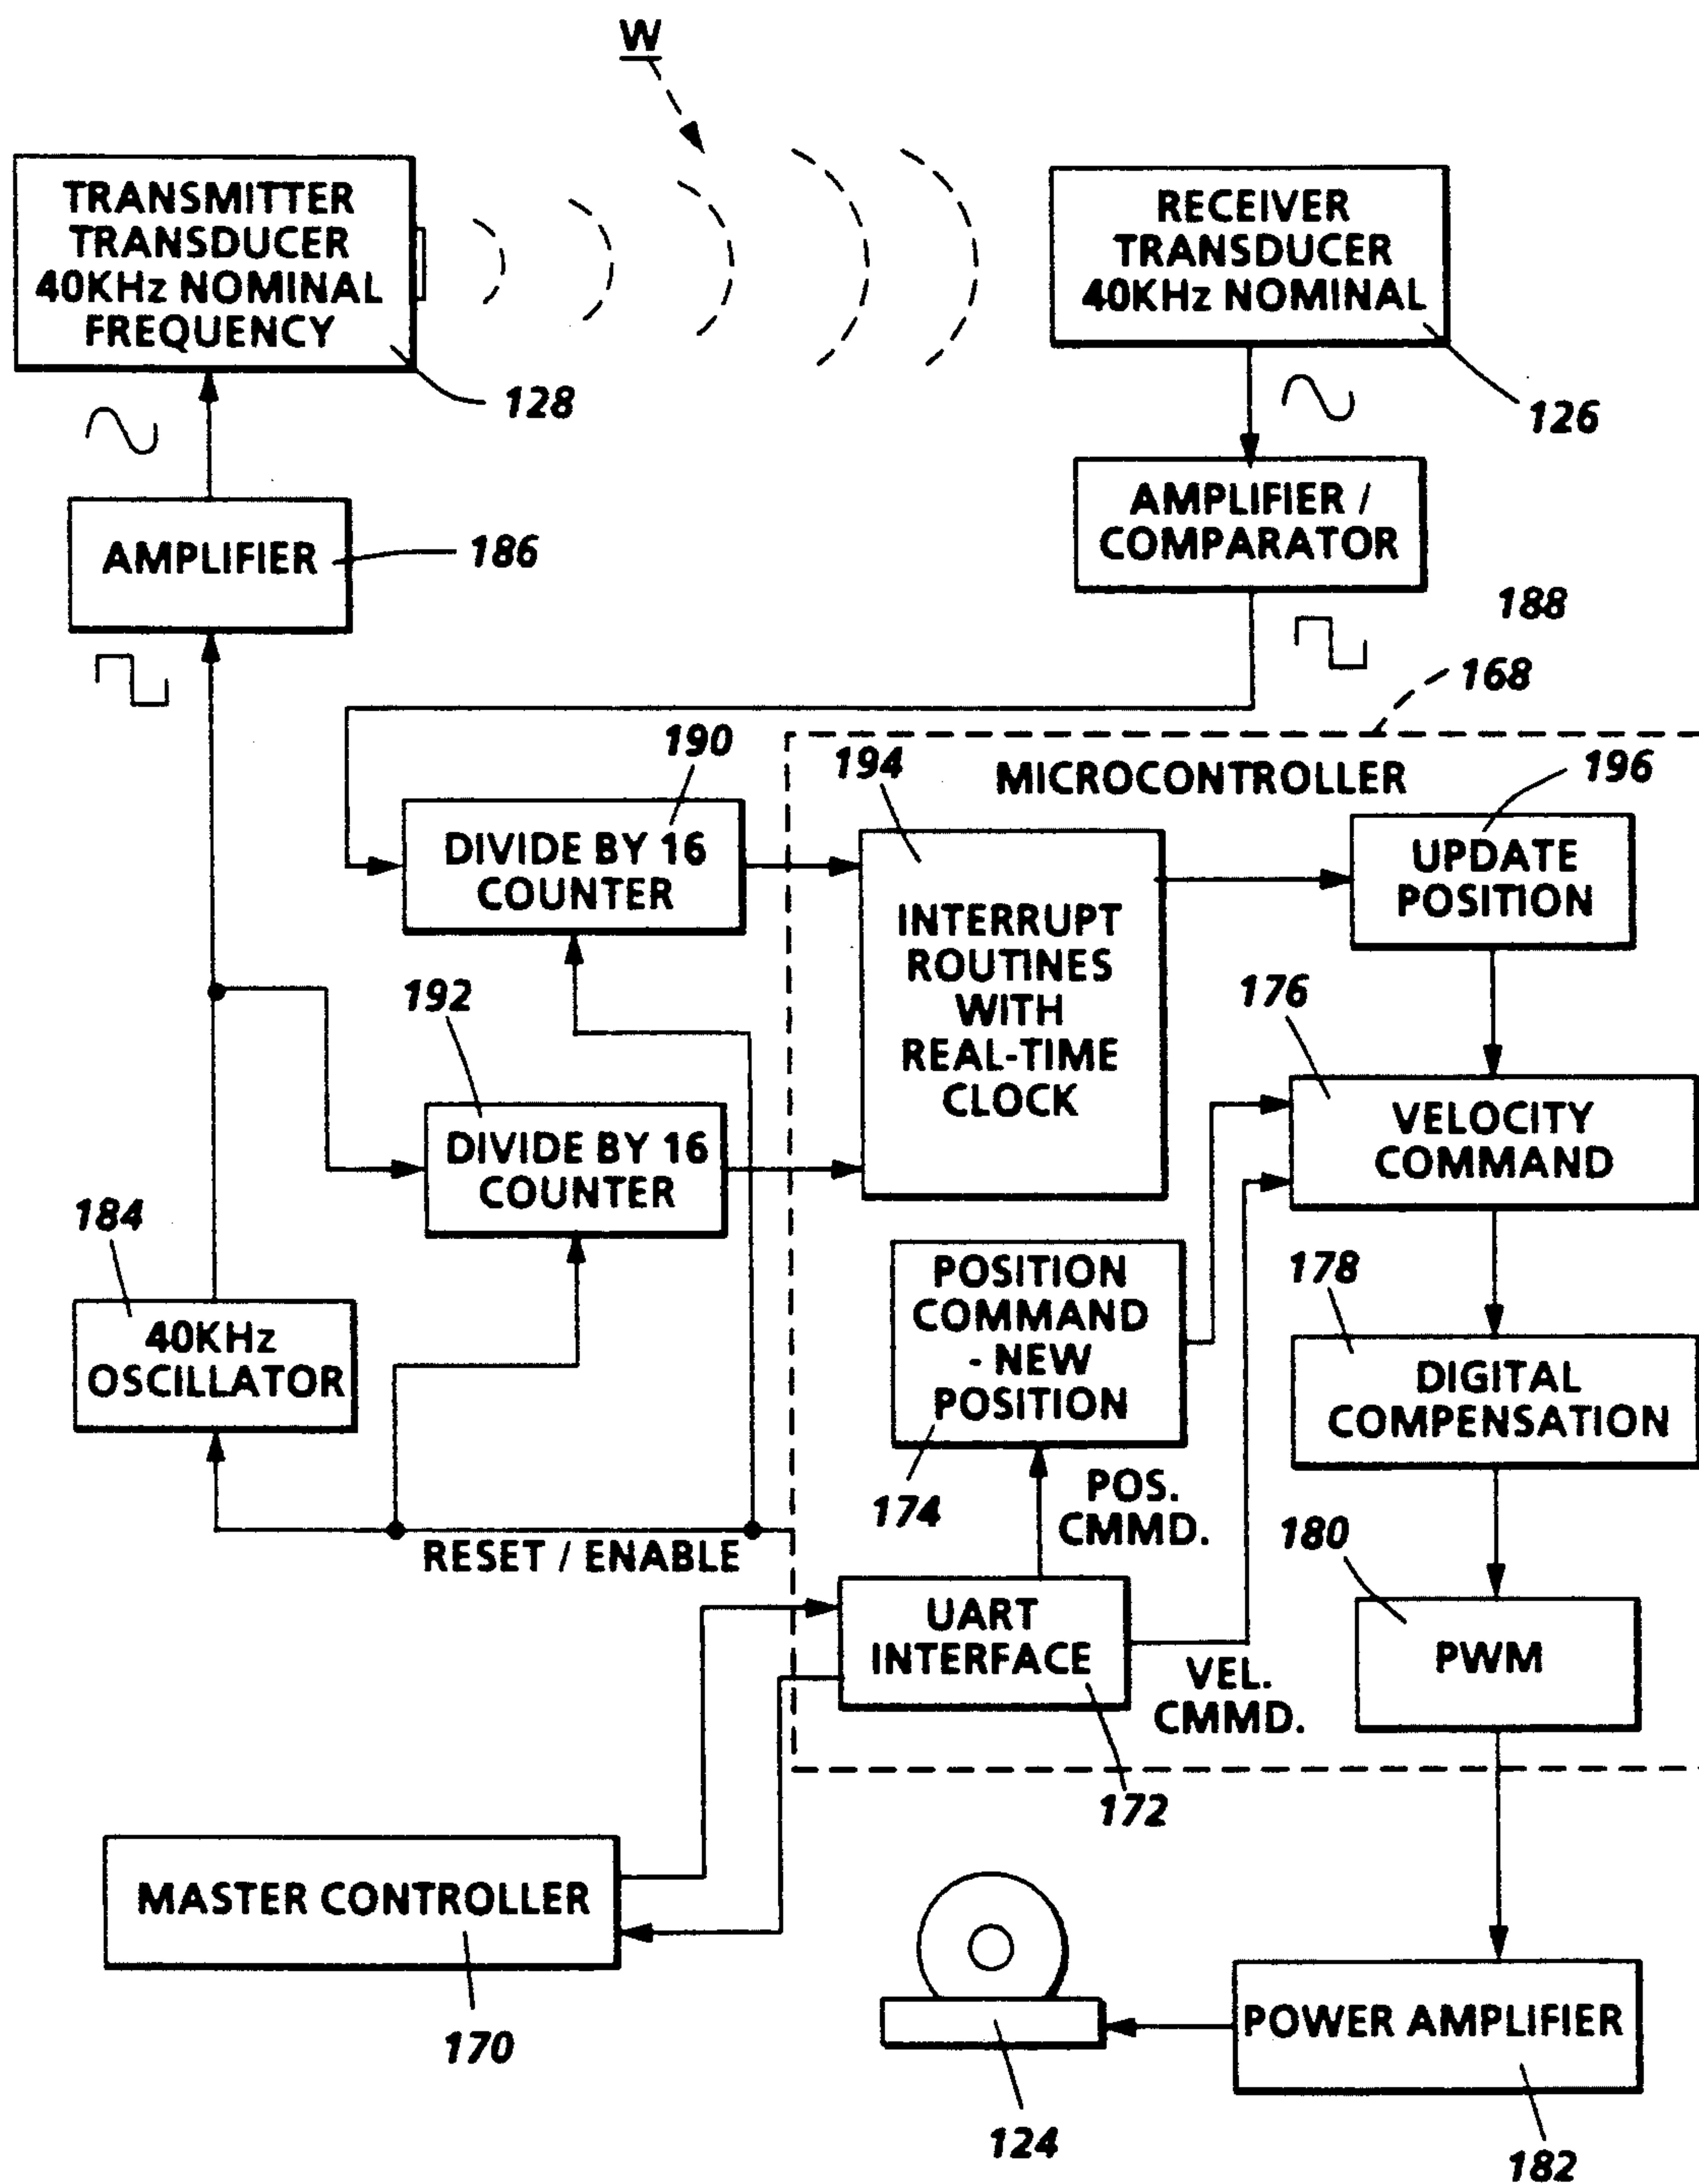 W
TRANSMITTER
TRANSDUCER
40KHz NOMINAL
FREQUENCY
128
RECEIVER
TRANSDUCER
40KHz NOMINAL
126
AMPLIFIER
186
AMPLIFIER /
COMPARATOR
188
168
190
DIVIDE BY 16
COUNTER
194
MICROCONTROLLER
196
INTERRUPT
ROUTINES
WITH
REAL-TIME
CLOCK
UPDATE
POSITION
192
DIVIDE BY 16
COUNTER
176
VELOCITY
COMMAND
184
40KHz
OSCILLATOR
POSITION
COMMAND
- NEW
POSITION
174
178
DIGITAL
COMPENSATION
POS.
CMMD.
RESET / ENABLE
180
UART
INTERFACE
172
VEL.
CMMD.
PWM
MASTER CONTROLLER
170
124
POWER AMPLIFIER
182